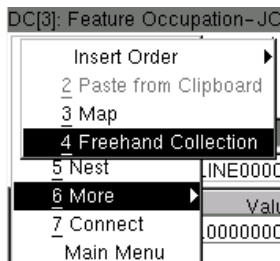 DC[3]: Feature Occupation-JC
Insert Order
2 Paste from Clipboard
3 Map
4 Freehand Collection
5 Nest
LINE0000
6 More
Valu
7 Connect
0000000
Main Menu